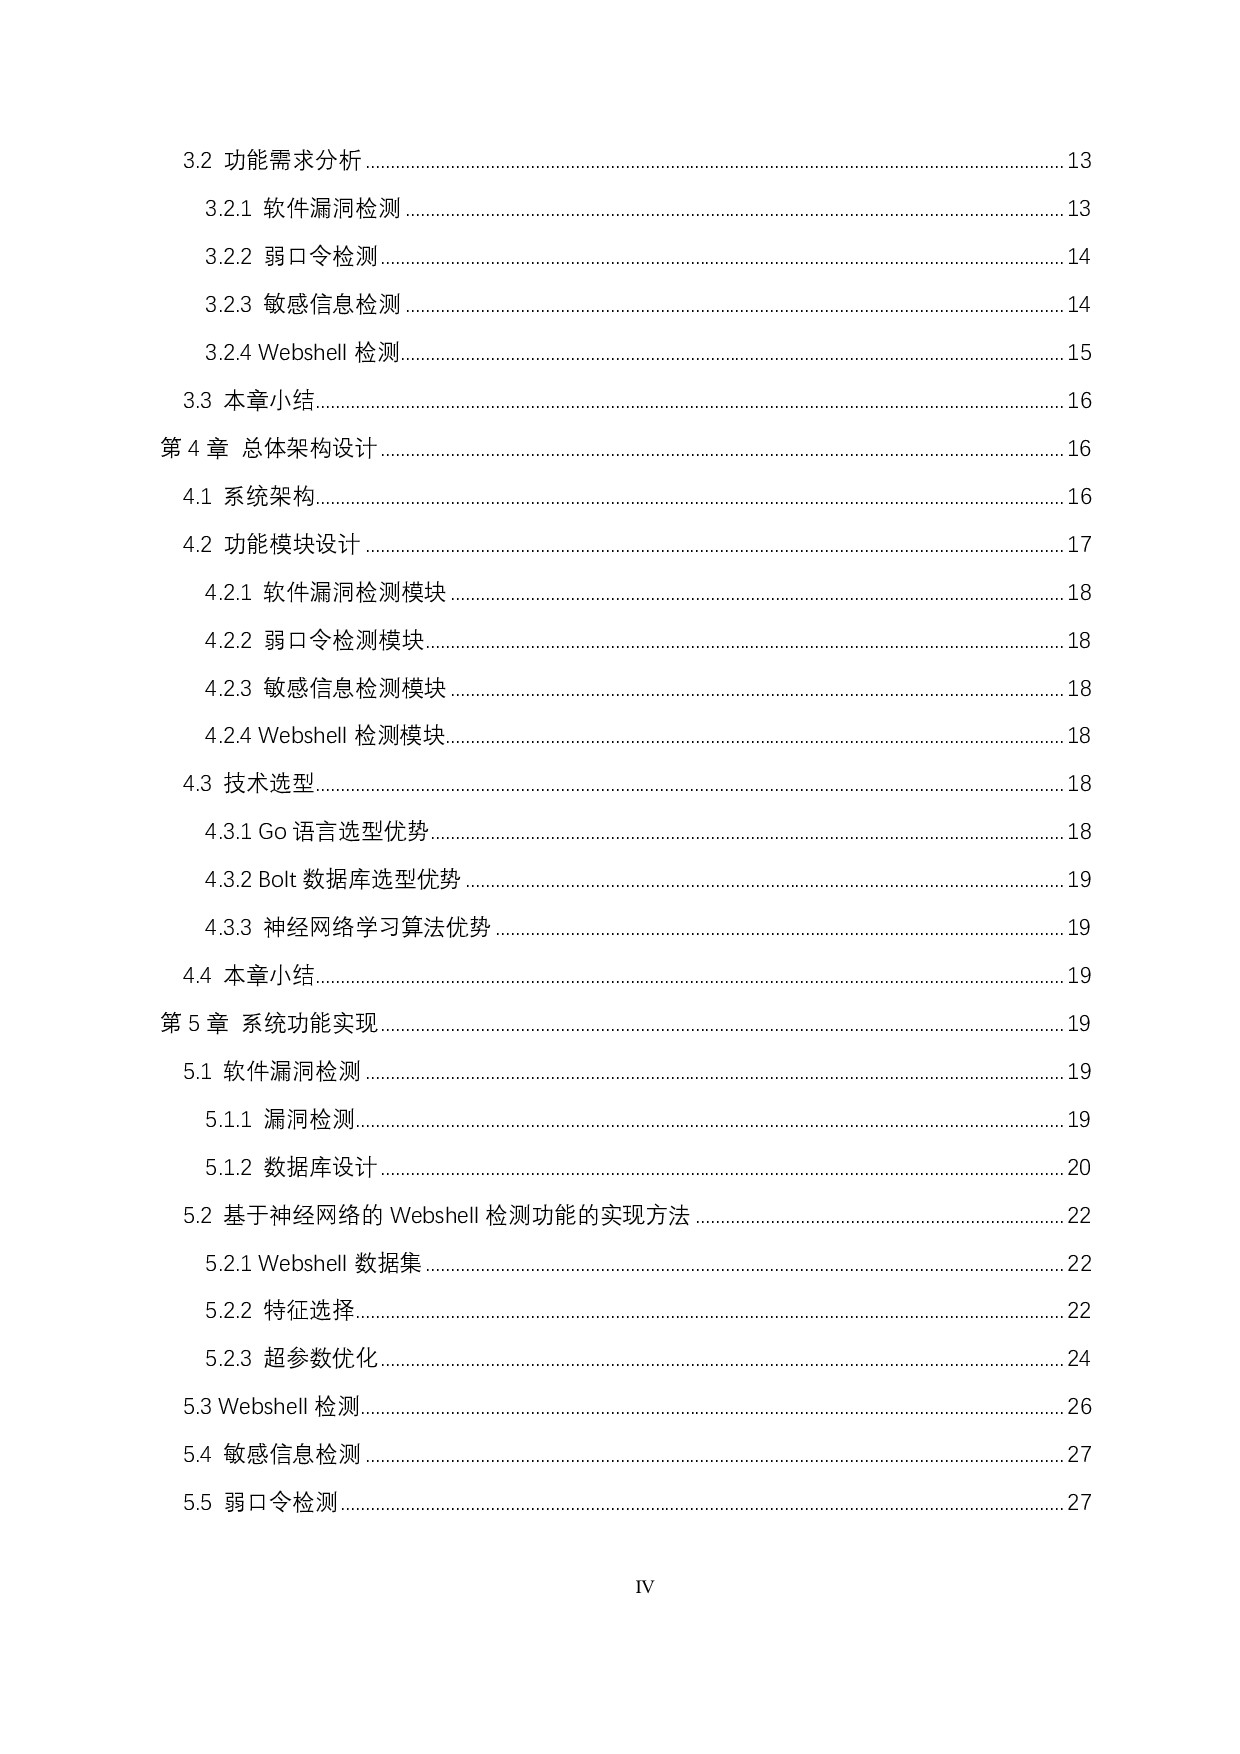 3.2 功能需求分析........................................13
3.2.1 软件漏洞检测........................................13
3.2.2 弱口令检测........................................14
3.2.3 敏感信息检测........................................14
3.2.4 Webshell 检测........................................15
3.3 本章小结........................................16
第 4 章 总体架构设计........................................16
4.1 系统架构........................................16
4.2 功能模块设计........................................17
4.2.1 软件漏洞检测模块........................................18
4.2.2 弱口令检测模块........................................18
4.2.3 敏感信息检测模块........................................18
4.2.4 Webshell 检测模块........................................18
4.3 技术选型........................................18
4.3.1 Go 语言选型优势........................................18
4.3.2 Bolt 数据库选型优势........................................19
4.3.3 神经网络学习算法优势........................................19
4.4 本章小结........................................19
第 5 章 系统功能实现........................................19
5.1 软件漏洞检测........................................19
5.1.1 漏洞检测........................................19
5.1.2 数据库设计........................................20
5.2 基于神经网络的 Webshell 检测功能的实现方法........................................22
5.2.1 Webshell 数据集........................................22
5.2.2 特征选择........................................22
5.2.3 超参数优化........................................24
5.3 Webshell 检测........................................26
5.4 敏感信息检测........................................27
5.5 弱口令检测........................................27
IV